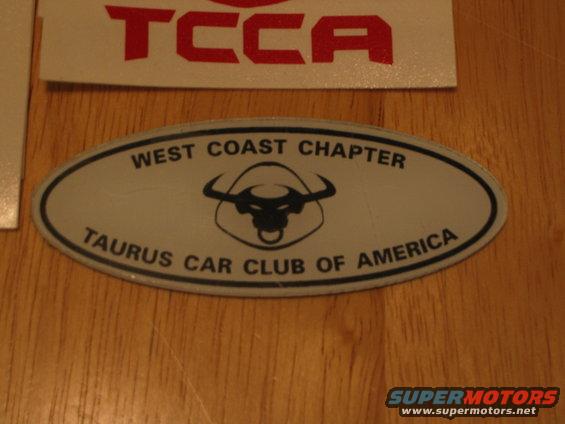 TCCA
WEST COAST CHAPTER
TAURUS CAR CLUB OF AMERICA
SUPERMOTORS
www.supermotors.net